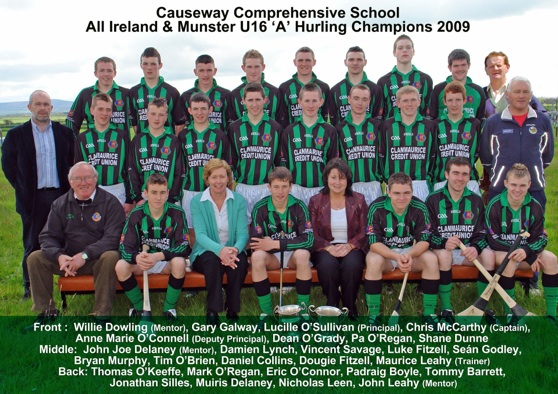 Causeway Comprehensive School
All Ireland & Munster U16 ‘A’ Hurling Champions 2009
CLANMAURICE CREDIT UNION
Front : Willie Dowling (Mentor), Gary Galway, Lucille O’Sullivan (Principal), Chris McCarthy (Captain),
Anne Marie O’Connell (Deputy Principal), Dean O’Grady, Pa O’Regan, Shane Dunne
Middle: John Joe Delaney (Mentor), Damien Lynch, Vincent Savage, Luke Fitzell, Seán Godley,
Bryan Murphy, Tim O’Brien, Daniel Collins, Dougie Fitzell, Maurice Leahy (Trainer)
Back: Thomas O’Keeffe, Mark O’Regan, Eric O’Connor, Padraig Boyle, Tommy Barrett,
Jonathan Silles, Muiris Delaney, Nicholas Leen, John Leahy (Mentor)